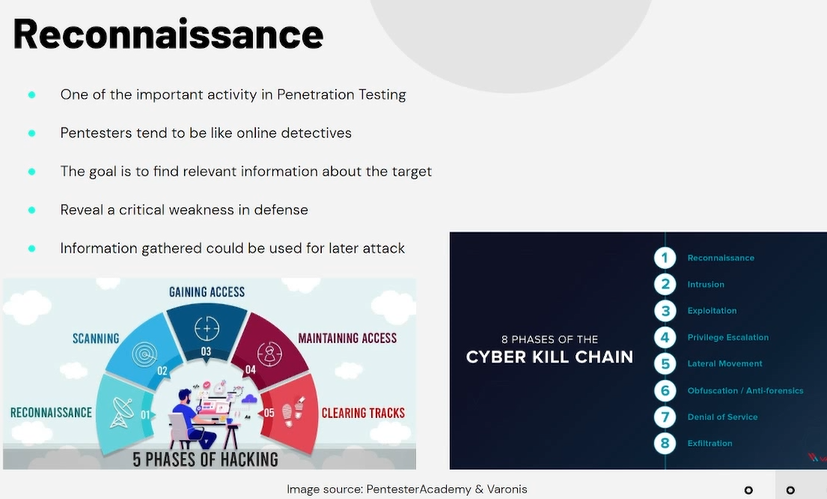 Reconnaissance
One of the important activity in Penetration Testing
Pentesters tend to be like online detectives
The goal is to find relevant information about the target
Reveal a critical weakness in defense
Information gathered could be used for later attack
GAINING ACCESS
SCANNING
MAINTAINING ACCESS
03
02
04
RECONNAISSANCE
01
05
CLEARING TRACKS
5 PHASES OF HACKING
8 PHASES OF THE
CYBER KILL CHAIN
1 Reconnaissance
2 Intrusion
3 Exploitation
4 Privilege Escalation
5 Lateral Movement
6 Obfuscation / Anti-forensics
7 Denial of Service
8 Exfiltration
Image source: PentesterAcademy & Varonis